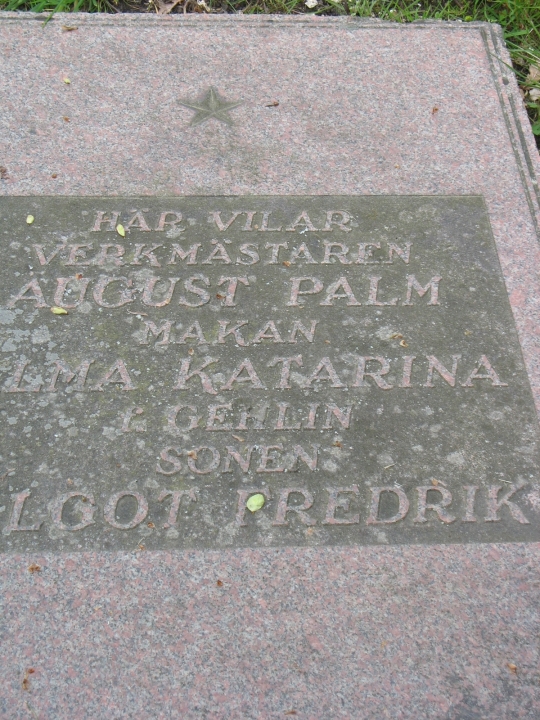 HÄR VILAR
VERKMÄSTAREN
AUGUST PALM
MAKAN
LMA KATARINA
F. GEHLIN
SONEN
LGOT FREDRIK